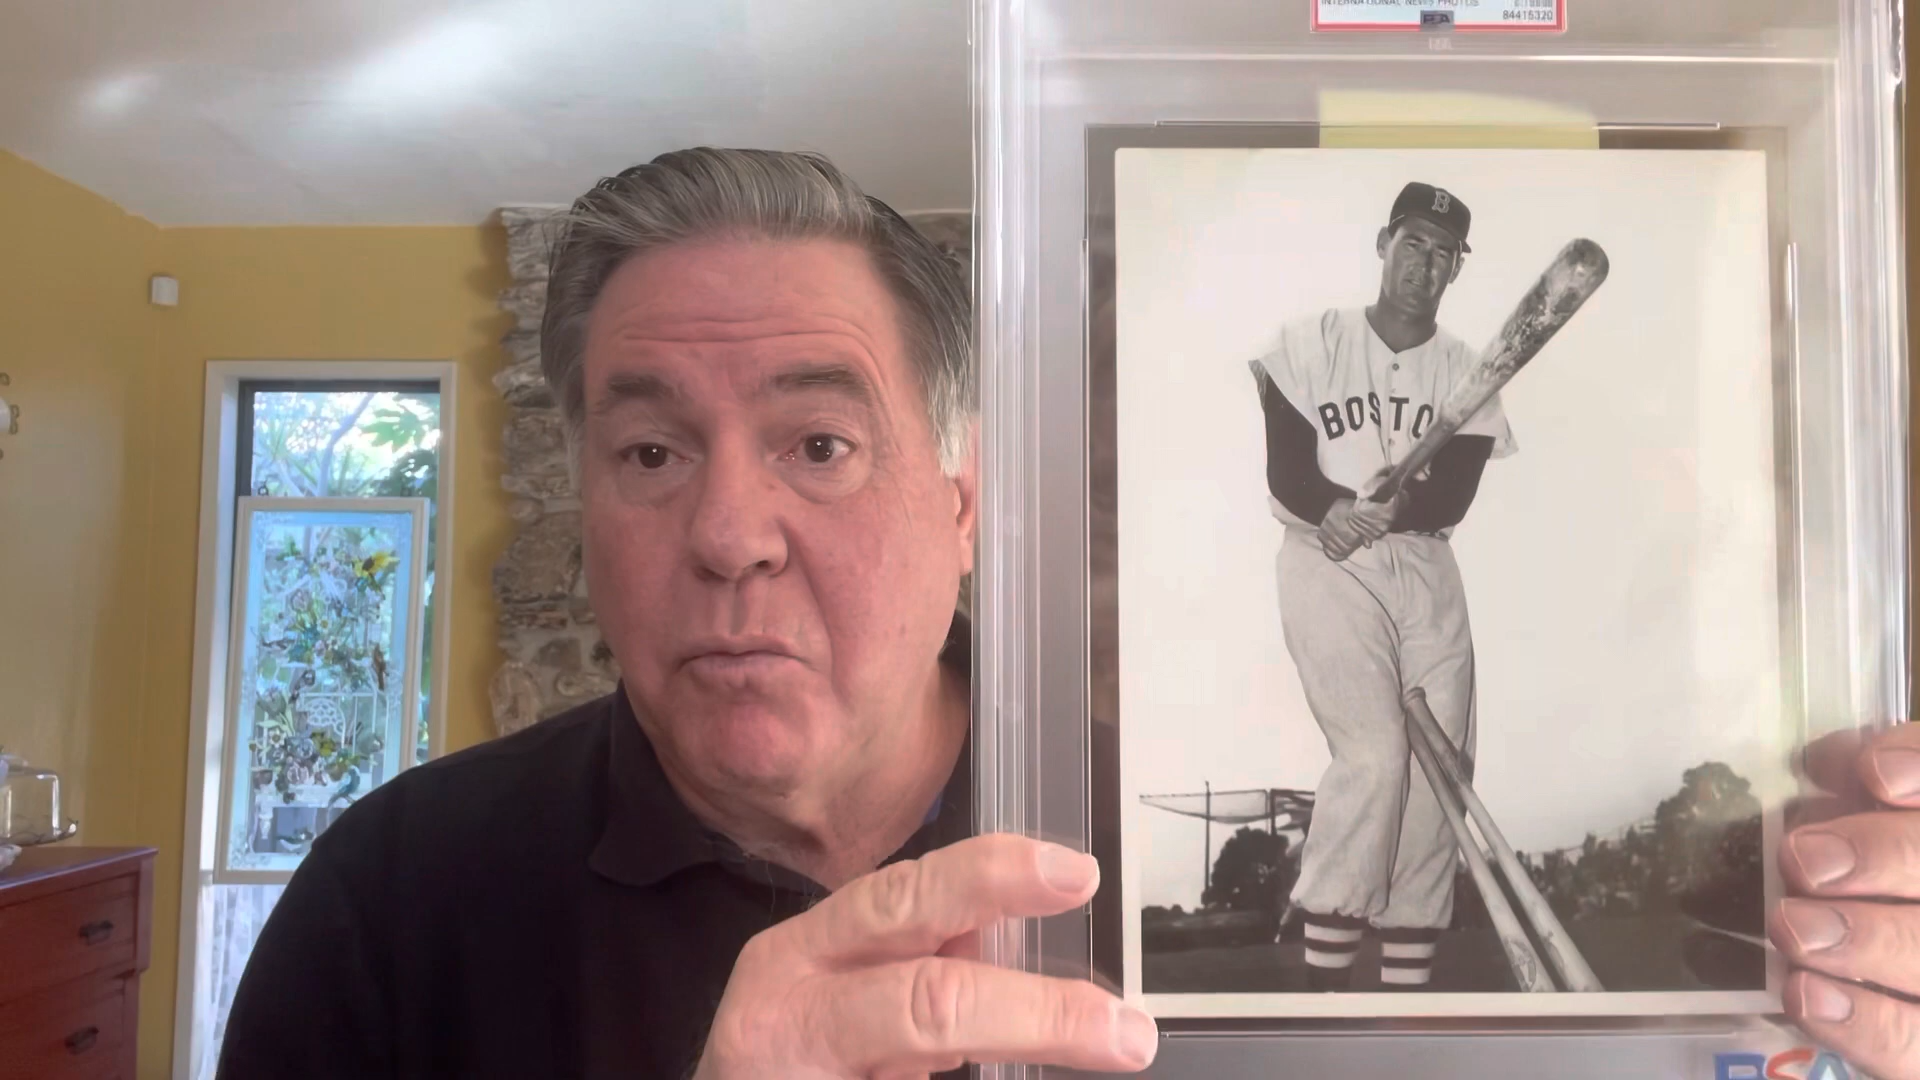 INTERNATIONAL NEWS PHOTOS
PSA 84415320
B
BOSTO
PSA